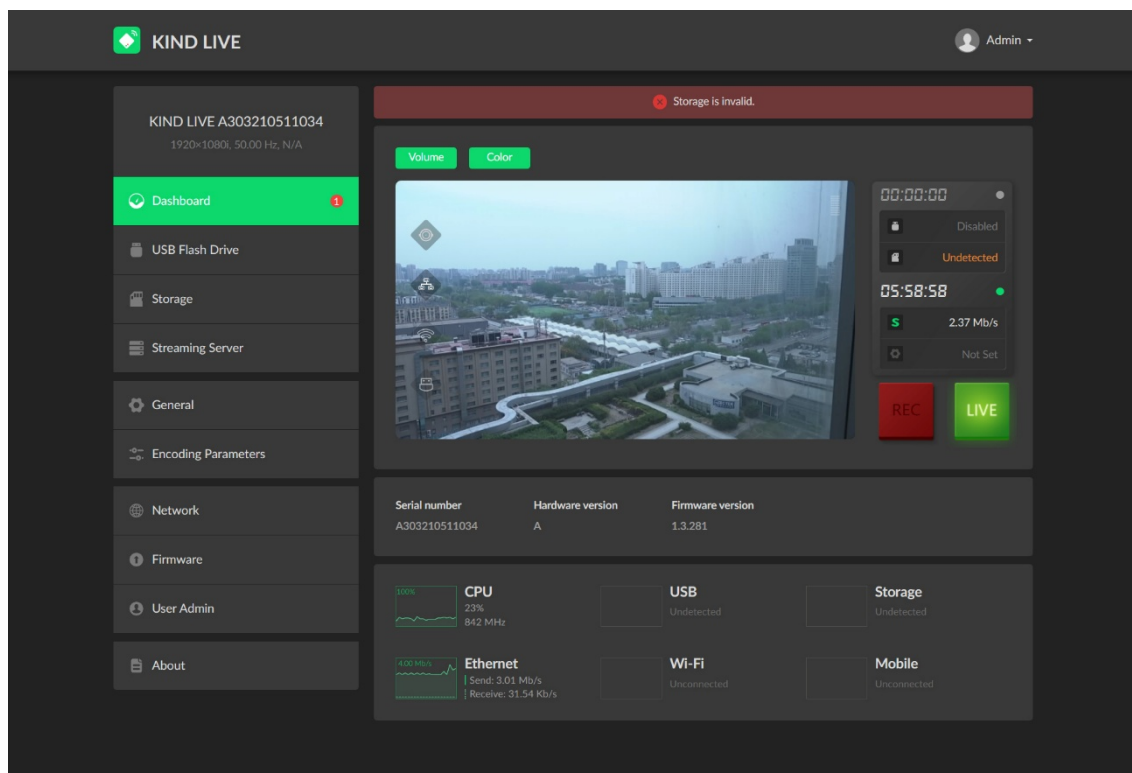 KIND LIVE
Admin
KIND LIVE A303210511034
1920×1080i, 50.00 Hz, N/A
Dashboard
1
USB Flash Drive
Storage
Streaming Server
General
Encoding Parameters
Network
Firmware
User Admin
About
Storage is invalid.
Volume
Color
00:00:00
Disabled
Undetected
05:58:58
S
2.37 Mb/s
Not Set
REC
LIVE
Serial number
Hardware version
Firmware version
A303210511034
A
1.3.281
100%
CPU
23%
842 MHz
USB
Undetected
Storage
Undetected
4.00 Mb/s
Ethernet
Send: 3.01 Mb/s
Receive: 31.54 Kb/s
Wi-Fi
Unconnected
Mobile
Unconnected